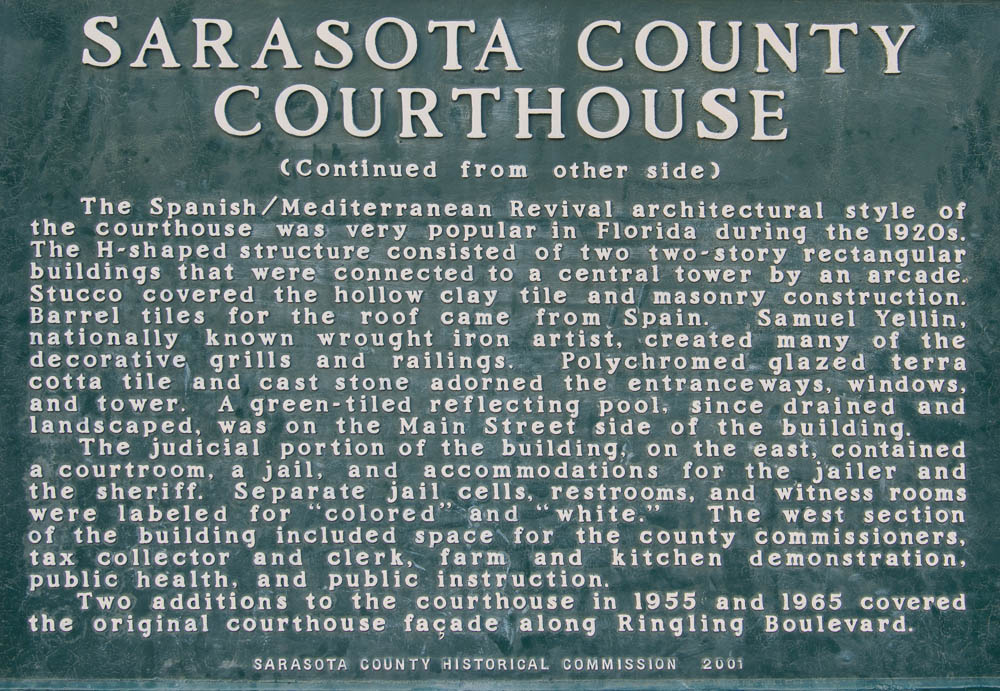 SARASOTA COUNTY
COURTHOUSE
(Continued from other side)
The Spanish/Mediterranean Revival architectural style of
the courthouse was very popular in Florida during the 1920s.
The H-shaped structure consisted of two two-story rectangular
buildings that were connected to a central tower by an arcade.
Stucco covered the hollow clay tile and masonry construction.
Barrel tiles for the roof came from Spain. Samuel Yellin,
nationally known wrought iron artist, created many of the
decorative grills and railings. Polychromed glazed terra
cotta tile and cast stone adorned the entranceways, windows,
and tower. A green-tiled reflecting pool, since drained and
landscaped, was on the Main Street side of the building.
The judicial portion of the building, on the east, contained
a courtroom, a jail, and accommodations for the jailer and
the sheriff. Separate jail cells, restrooms, and witness rooms
were labeled for “colored” and “white.” The west section
of the building included space for the county commissioners,
tax collector and clerk, farm and kitchen demonstration,
public health, and public instruction.
Two additions to the courthouse in 1955 and 1965 covered
the original courthouse façade along Ringling Boulevard.
SARASOTA COUNTY HISTORICAL COMMISSION 2001